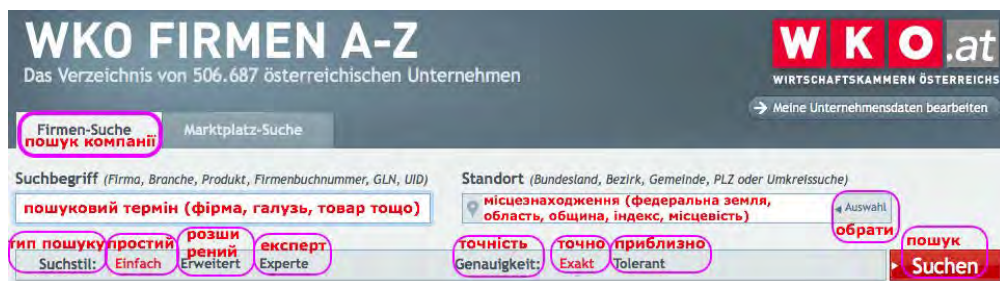 WKO FIRMEN A-Z
Das Verzeichnis von 506.687 österreichischen Unternehmen
WKO.at
WIRTSCHAFTSKAMMERN ÖSTERREICHS
→ Meine Unternehmensdaten bearbeiten
Firmen-Suche Marktplatz-Suche
пошук компанії
Suchbegriff (Firma, Branche, Produkt, Firmenbuchnummer, GLN, UID)
Standort (Bundesland, Bezirk, Gemeinde, PLZ oder Umkreissuche)
пошуковий термін (фірма, галузь, товар тощо)
місцезнаходження (федеральна земля,
область, община, індекс, місцевість)
Auswahl
обрати
тип пошуку простий розши
рений експерт точність точно приблизно пошук
Suchstil: Einfach Erweitert Experte Genauigkeit: Exakt Tolerant Suchen